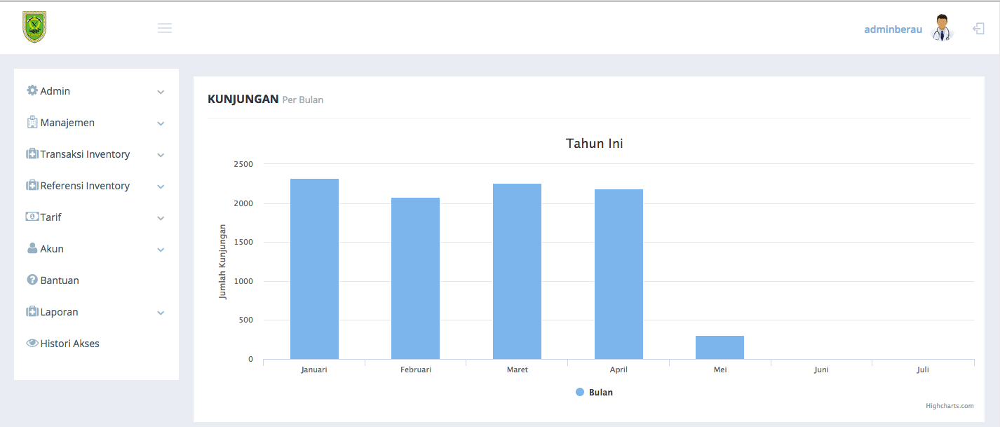 adminberau
Admin
Manajemen
Transaksi Inventory
Referensi Inventory
Tarif
Akun
Bantuan
Laporan
Histori Akses
KUNJUNGAN Per Bulan
Tahun Ini
Jumlah Kunjungan
2500
2000
1500
1000
500
0
Januari Februari Maret April Mei Juni Juli
Bulan
Highcharts.com